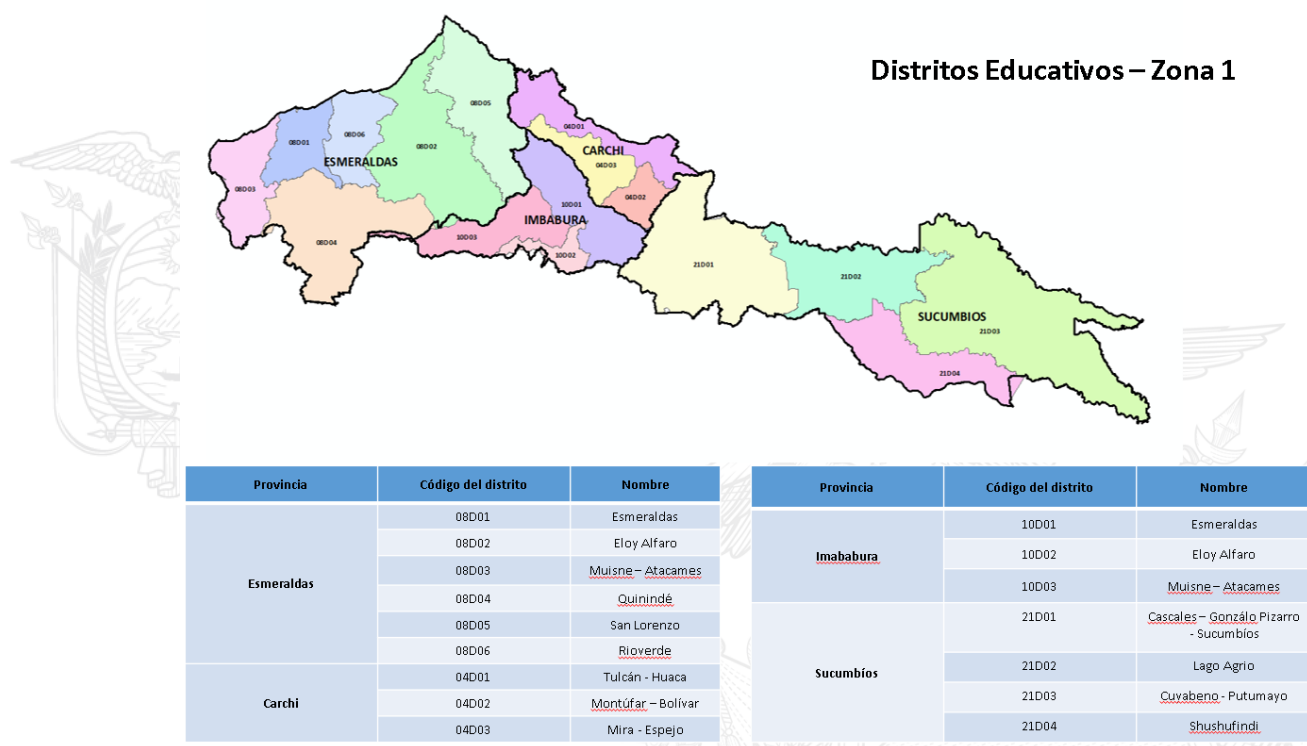 Distritos Educativos – Zona 1
08D05
04D01
08D06
08D01
08D02
CARCHI
ESMERALDAS
04D03
08D03
04D02
10D01
IMBABURA
10D03
08D04
10D02
21D01
21D02
SUCUMBIOS
21D03
21D04
Provincia Código del distrito Nombre
Esmeraldas
08D01 Esmeraldas
08D02 Eloy Alfaro
08D03 Muisne – Atacames
08D04 Quinindé
08D05 San Lorenzo
08D06 Rioverde
Carchi
04D01 Tulcán - Huaca
04D02 Montúfar – Bolívar
04D03 Mira - Espejo
Provincia Código del distrito Nombre
Imababura
10D01 Esmeraldas
10D02 Eloy Alfaro
10D03 Muisne – Atacames
Sucumbíos
21D01 Cascales – Gonzálo Pizarro
- Sucumbíos
21D02 Lago Agrio
21D03 Cuyabeno - Putumayo
21D04 Shushufindi